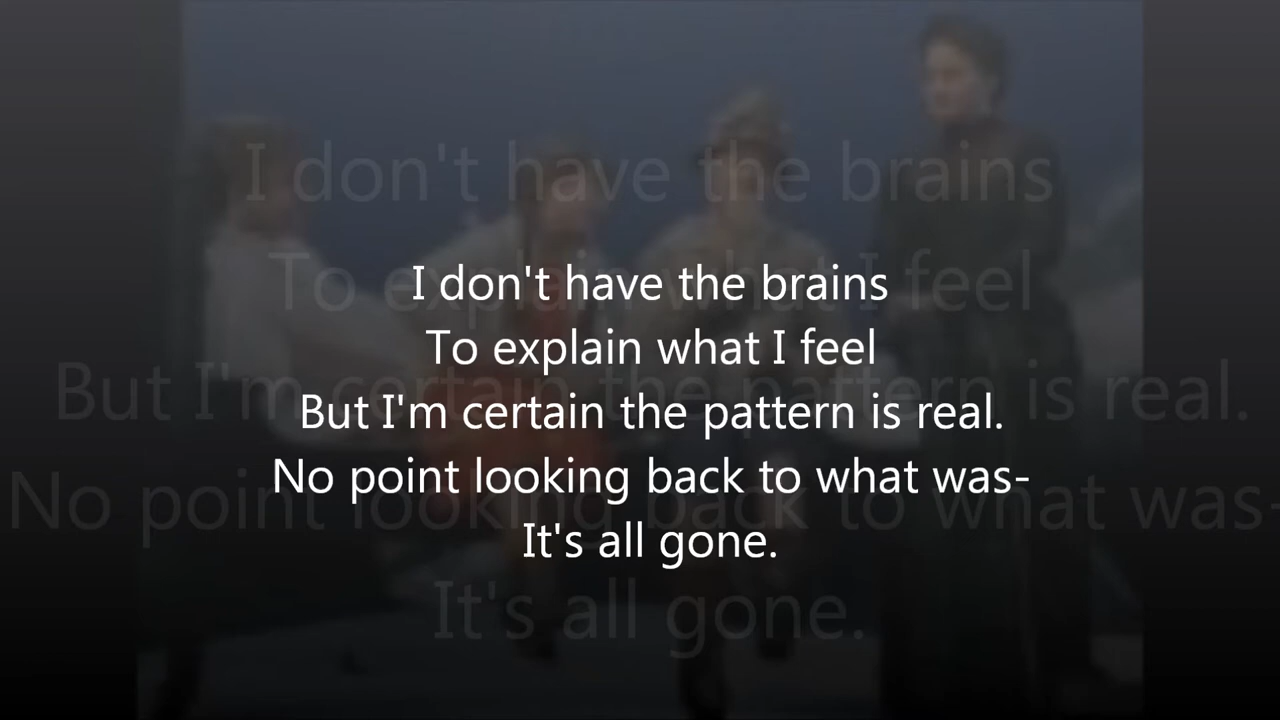 I don't have the brains
To explain what I feel
But I'm certain the pattern is real.
No point looking back to what was-
It's all gone.